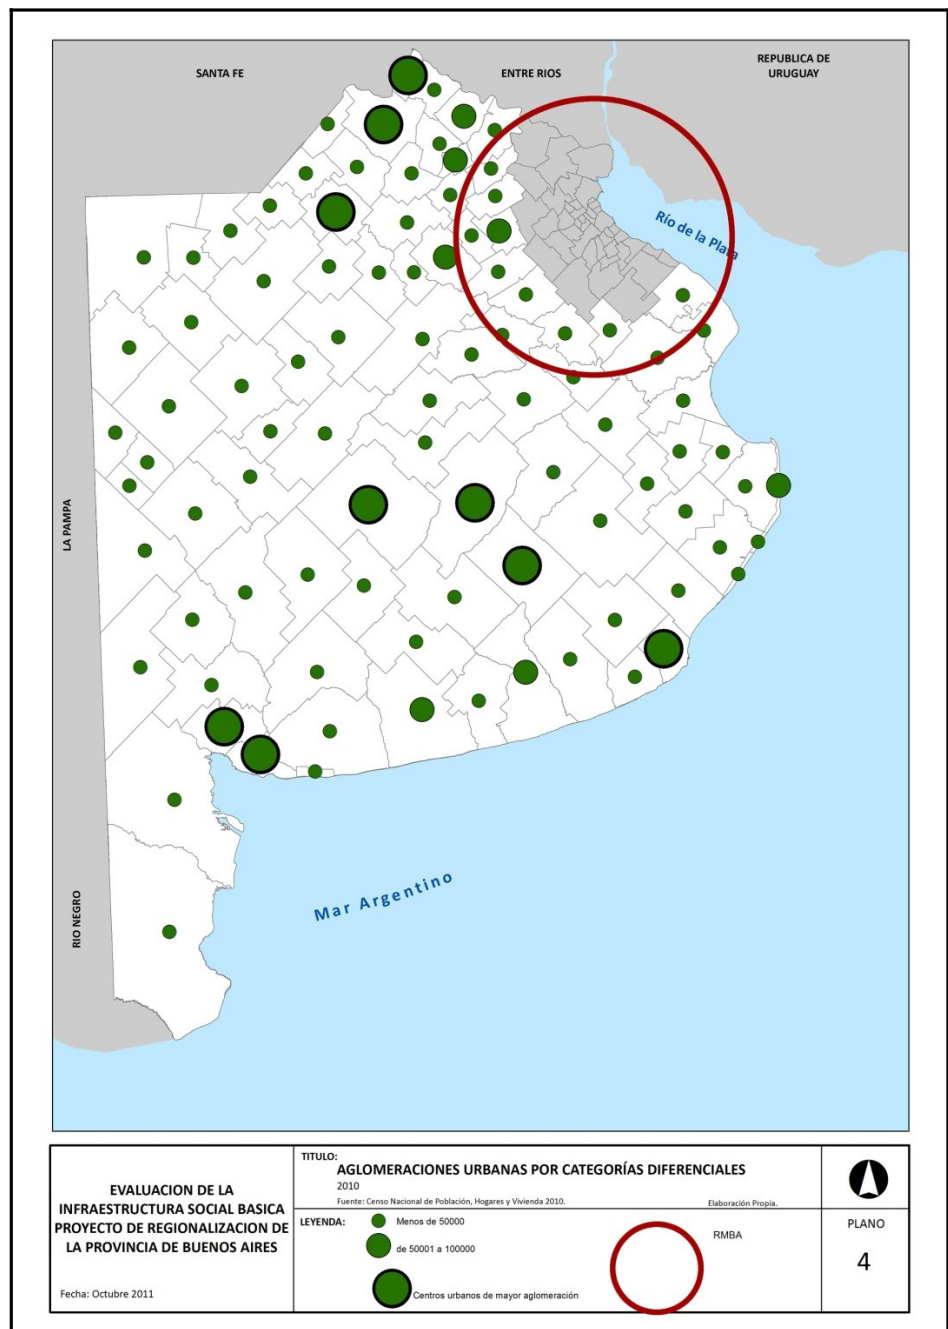 SANTA FE
ENTRE RIOS
REPUBLICA DE
URUGUAY
Río de la Plata
LA PAMPA
RIO NEGRO
Mar Argentino
EVALUACION DE LA
INFRAESTRUCTURA SOCIAL BASICA
PROYECTO DE REGIONALIZACION DE
LA PROVINCIA DE BUENOS AIRES
Fecha: Octubre 2011
TITULO:
AGLOMERACIONES URBANAS POR CATEGORÍAS DIFERENCIALES
2010
Fuente: Censo Nacional de Población, Hogares y Vivienda 2010.
Elaboración Propia.
LEYENDA:
Menos de 50000
de 50001 a 100000
Centros urbanos de mayor aglomeración
RMBA
PLANO
4